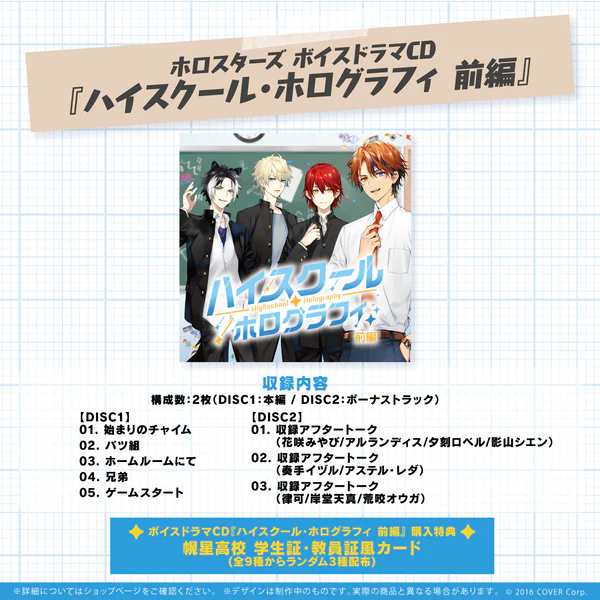 ホロスターズ ボイスドラマCD
『ハイスクール・ホログラフィ 前編』
ハイスクール
Highschool Holography
ホログラフィ
前編
収録内容
構成数：2枚（DISC1：本編 / DISC2：ボーナストラック）
【DISC1】
01. 始まりのチャイム
02. バツ組
03. ホームルームにて
04. 兄弟
05. ゲームスタート
【DISC2】
01. 収録アフタートーク
（花咲みやび/アルランディス/夕刻ロベル/影山シエン）
02. 収録アフタートーク
（奏手イヅル/アステル・レダ）
03. 収録アフタートーク
（律可/岸堂天真/荒咬オウガ）
ボイスドラマCD『ハイスクール・ホログラフィ 前編』 購入特典
幌星高校 学生証・教員証風カード
（全9種からランダム3種配布）
※詳細についてはショップページをご確認ください。 ※デザインは制作中のものです。実際の商品と異なる場合があります。 © 2016 COVER Corp.